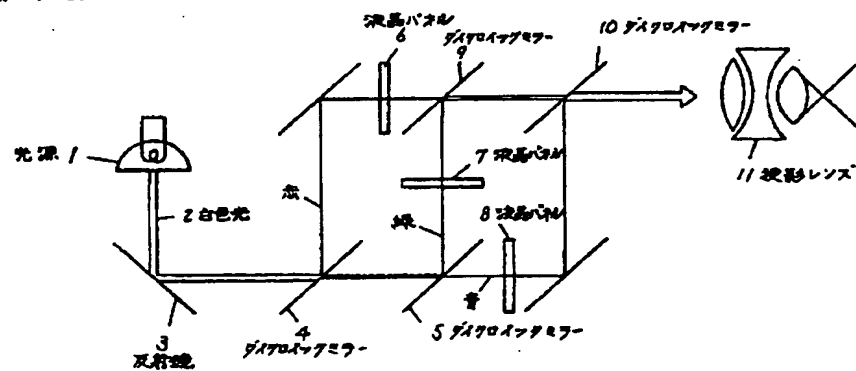 液晶パネル
6
ダイクロイックミラー
9
10 ダイクロイックミラー
光源 1
7 液晶パネル
11 投影レンズ
赤
2 白色光
緑
8 液晶パネル
青
3
反射鏡
4
ダイクロイックミラー
5 ダイクロイックミラー